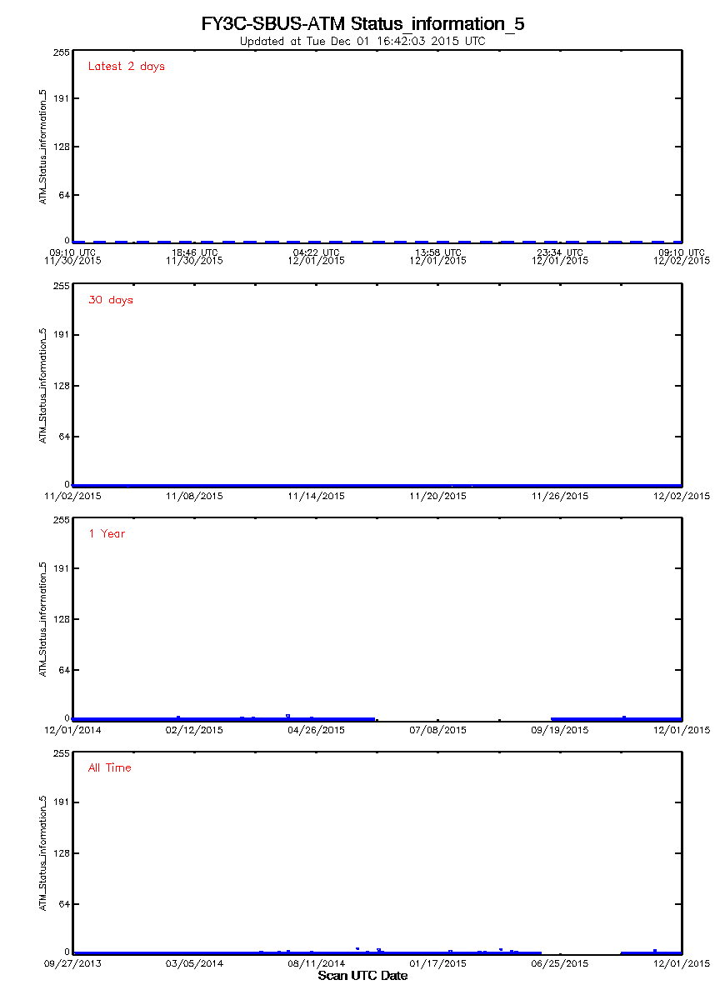 FY3C-SBUS-ATM Status_information_5
Updated at Tue Dec 01 16:42:03 2015 UTC
Latest 2 days
ATM_Status_information_5
255
191
128
64
0
09:10 UTC 18:46 UTC 04:22 UTC 13:58 UTC 23:34 UTC 09:10 UTC
11/30/2015 11/30/2015 12/01/2015 12/01/2015 12/01/2015 12/02/2015
30 days
ATM_Status_information_5
255
191
128
64
0
11/02/2015 11/08/2015 11/14/2015 11/20/2015 11/26/2015 12/02/2015
1 Year
ATM_Status_information_5
255
191
128
64
0
12/01/2014 02/12/2015 04/26/2015 07/08/2015 09/19/2015 12/01/2015
All Time
ATM_Status_information_5
255
191
128
64
0
09/27/2013 03/05/2014 08/11/2014 01/17/2015 06/25/2015 12/01/2015
Scan UTC Date